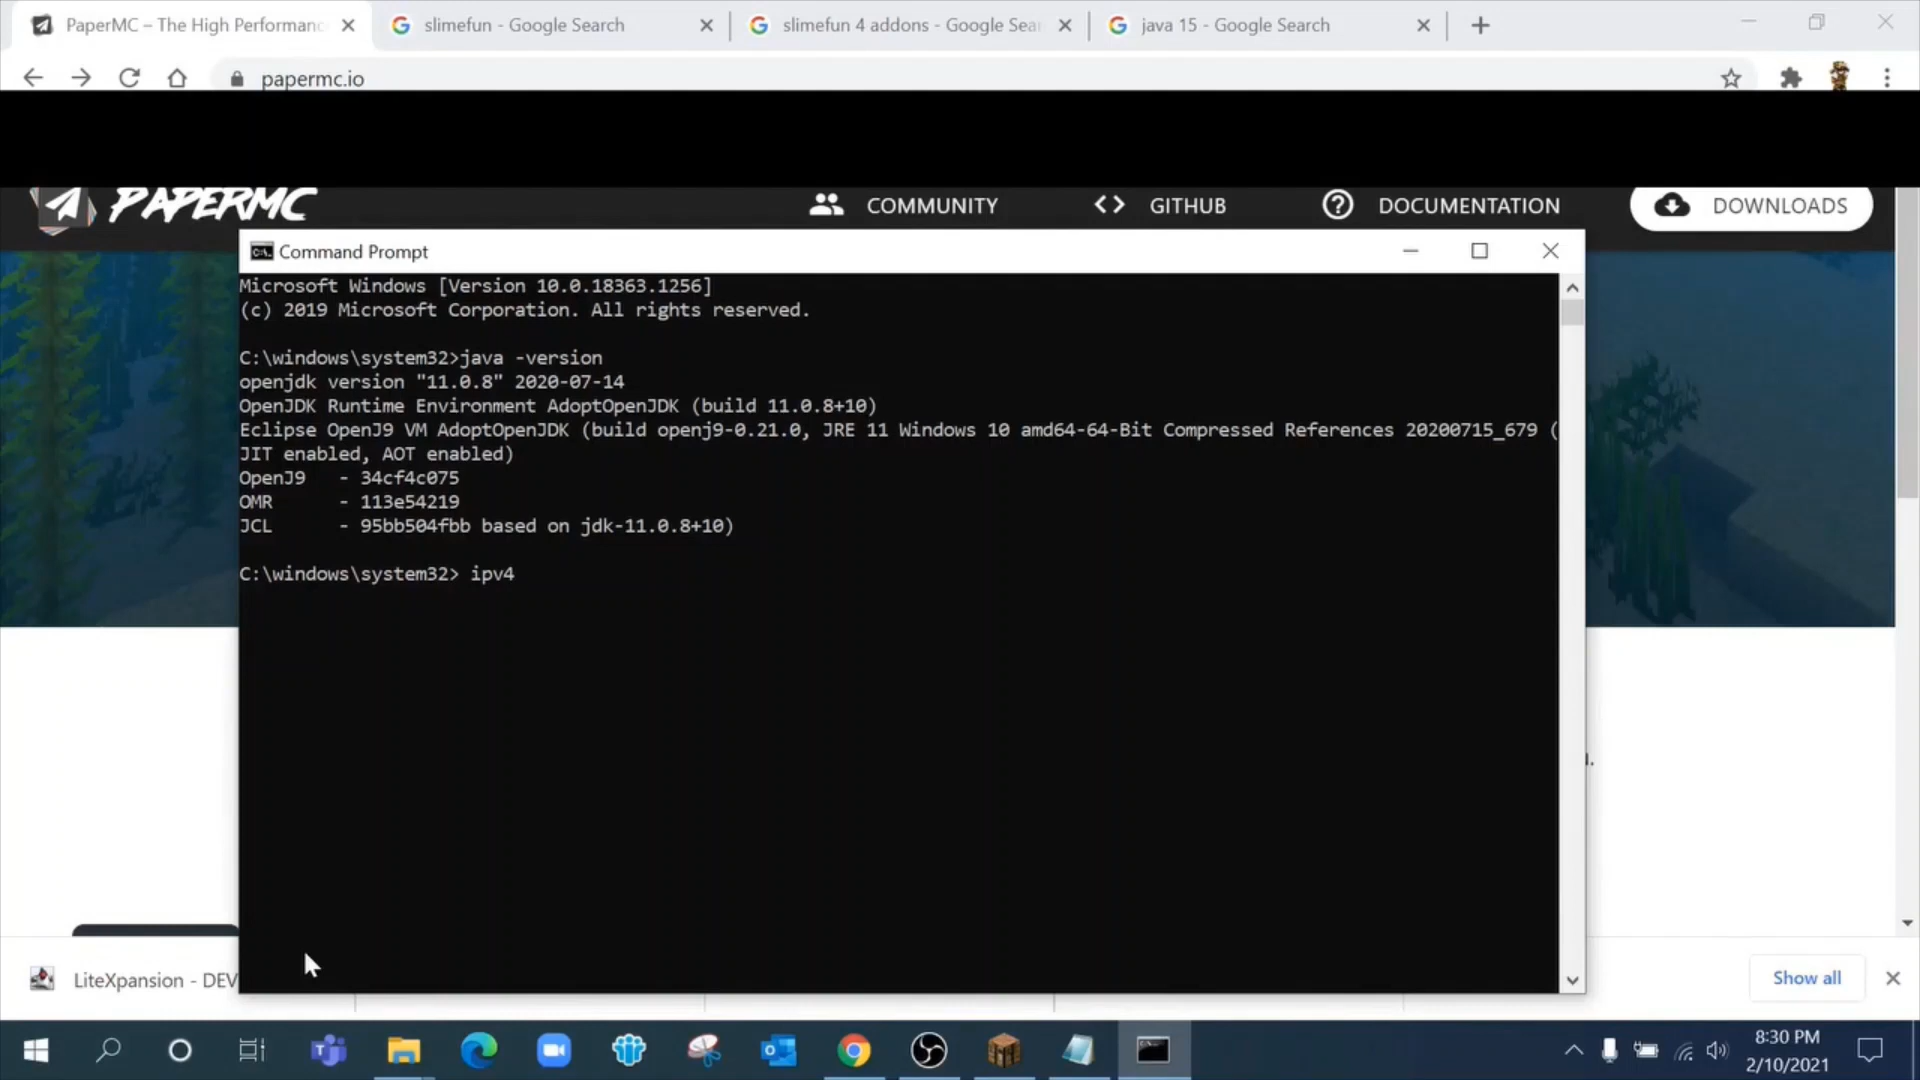 PaperMC – The High Performanc
slimefun - Google Search
slimefun 4 addons - Google Sea
java 15 - Google Search
papermc.io
PAPERMC
COMMUNITY
GITHUB
DOCUMENTATION
DOWNLOADS
Command Prompt
Microsoft Windows [Version 10.0.18363.1256]
(c) 2019 Microsoft Corporation. All rights reserved.
C:\windows\system32>java -version
openjdk version "11.0.8" 2020-07-14
OpenJDK Runtime Environment AdoptOpenJDK (build 11.0.8+10)
Eclipse OpenJ9 VM AdoptOpenJDK (build openj9-0.21.0, JRE 11 Windows 10 amd64-64-Bit Compressed References 20200715_679 (
JIT enabled, AOT enabled)
OpenJ9   - 34cf4c075
OMR      - 113e54219
JCL      - 95bb504fbb based on jdk-11.0.8+10)
C:\windows\system32> ipv4
LiteXpansion - DEV
Show all
8:30 PM
2/10/2021